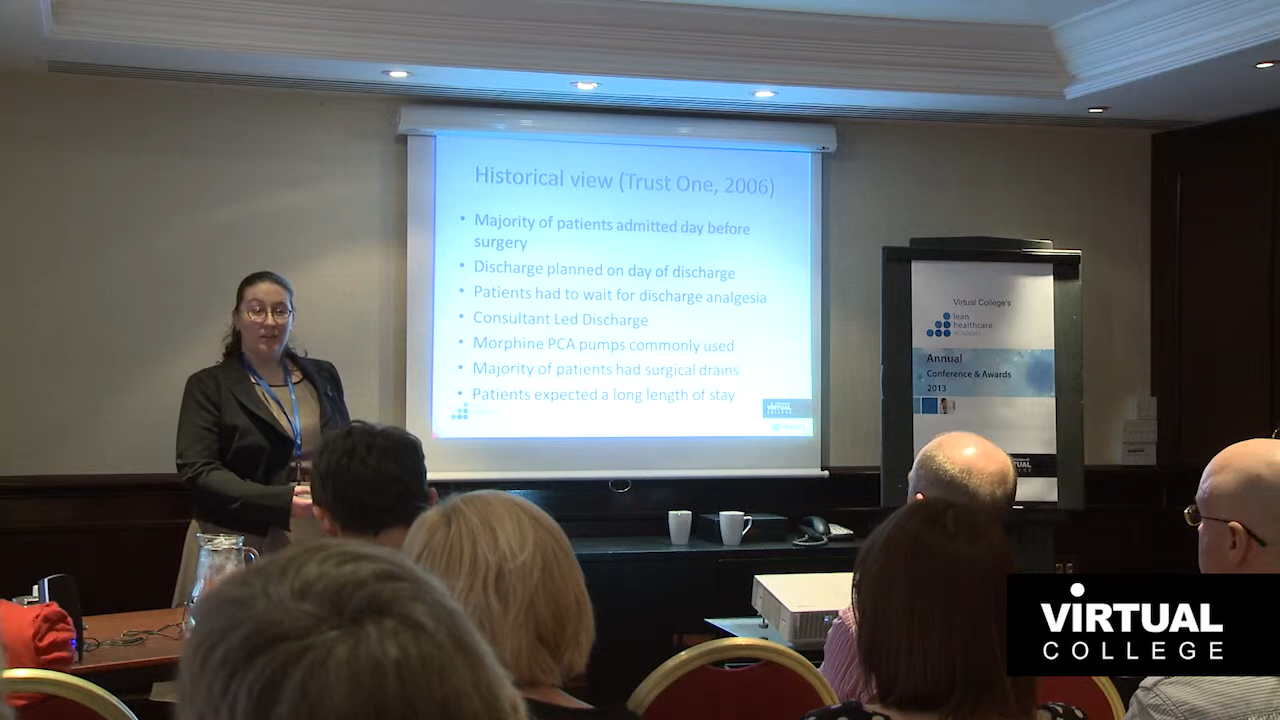 Historical view (Trust One, 2006)
• Majority of patients admitted day before
surgery
• Discharge planned on day of discharge
• Patients had to wait for discharge analgesia
• Consultant Led Discharge
• Morphine PCA pumps commonly used
• Majority of patients had surgical drains
• Patients expected a long length of stay
VIRTUAL
COLLEGE
Virtual College's
lean
healthcare
Annual
Conference & Awards
2013
VIRTUAL
COLLEGE